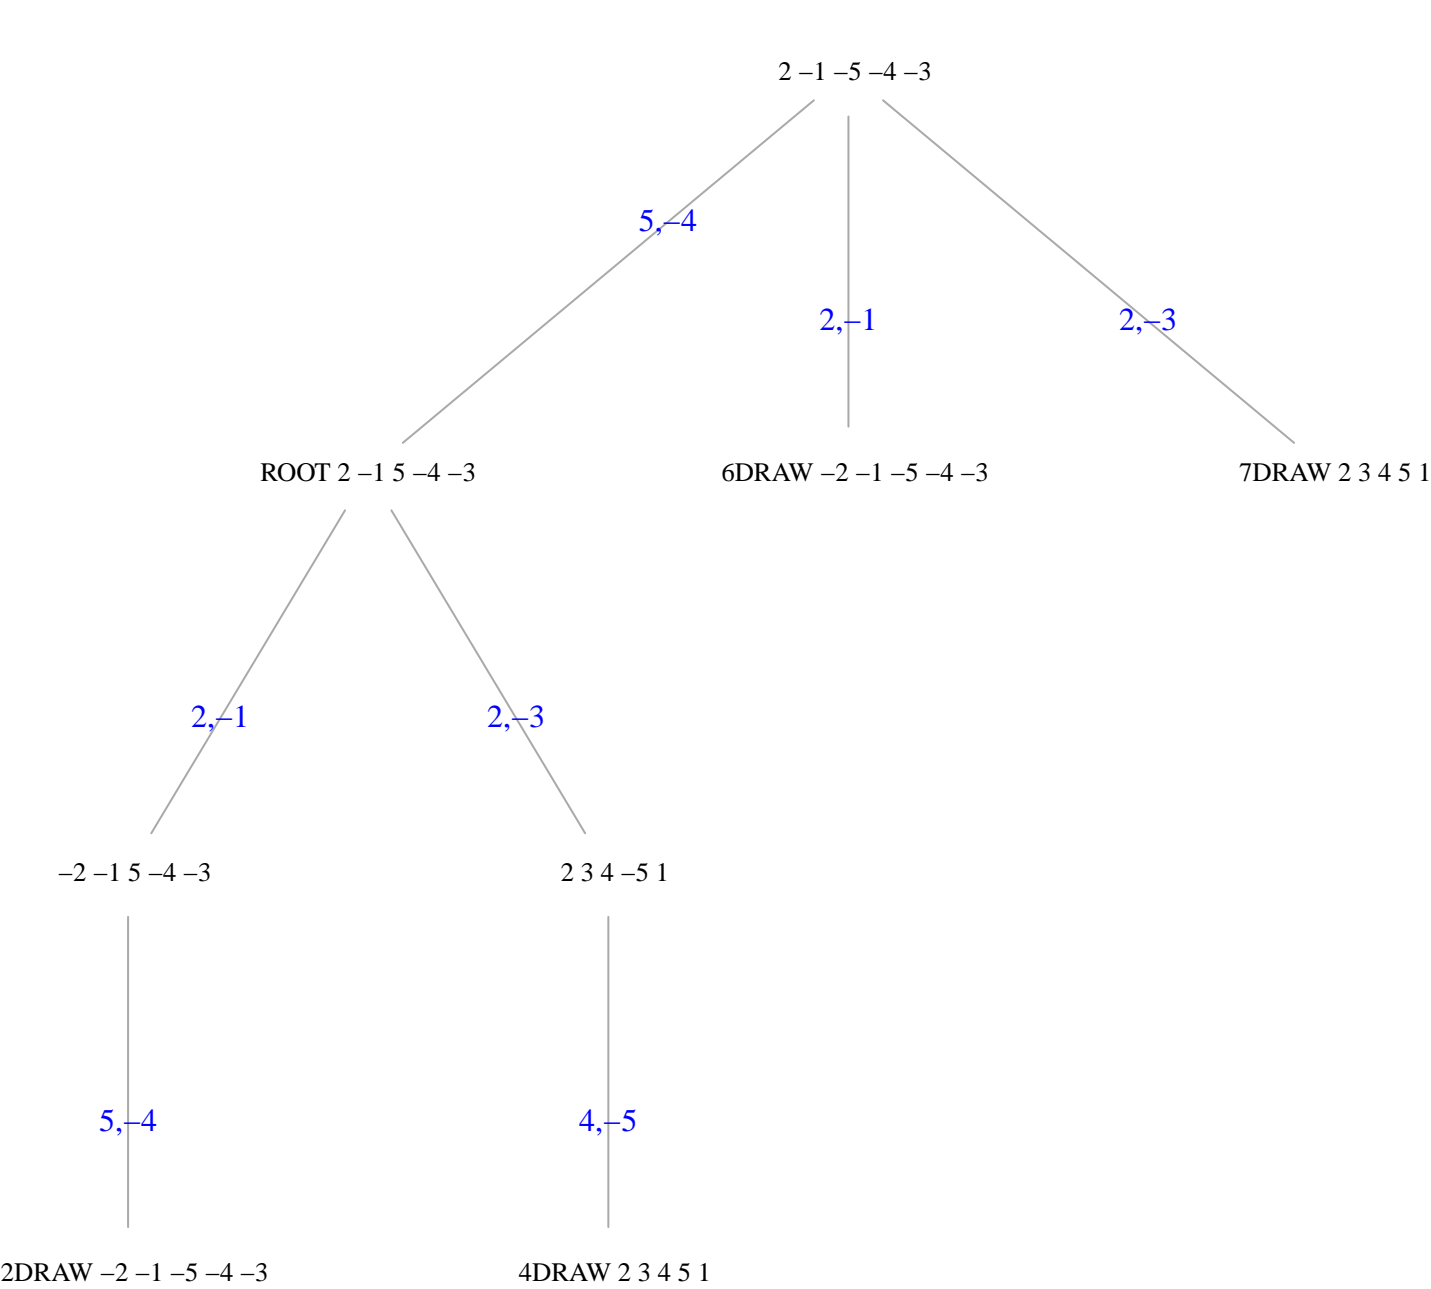 2 –1 –5 –4 –3
5,–4
2,–1
2,–3
ROOT 2 –1 5 –4 –3
6DRAW –2 –1 –5 –4 –3
7DRAW 2 3 4 5 1
2,–1
2,–3
–2 –1 5 –4 –3
2 3 4 –5 1
5,–4
4,–5
2DRAW –2 –1 –5 –4 –3
4DRAW 2 3 4 5 1